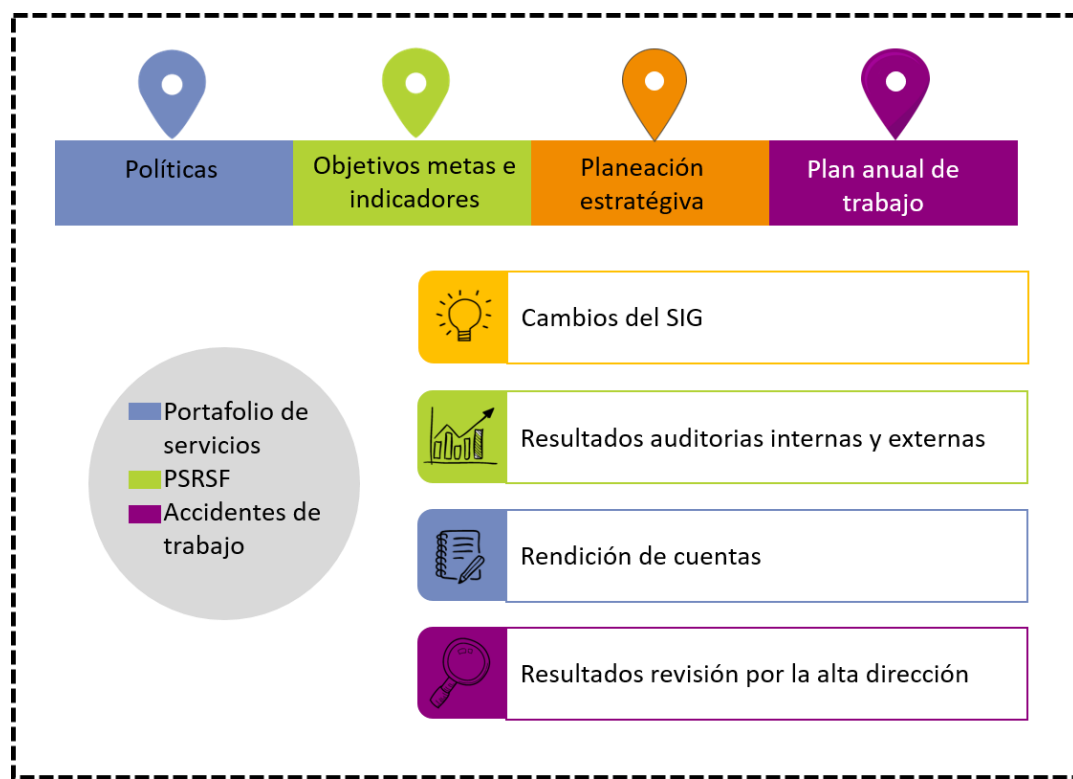 Políticas
Objetivos metas e
indicadores
Planeación
estratégiva
Plan anual de
trabajo
Cambios del SIG
Portafolio de
servicios
PSRSF
Accidentes de
trabajo
Resultados auditorias internas y externas
Rendición de cuentas
Resultados revisión por la alta dirección